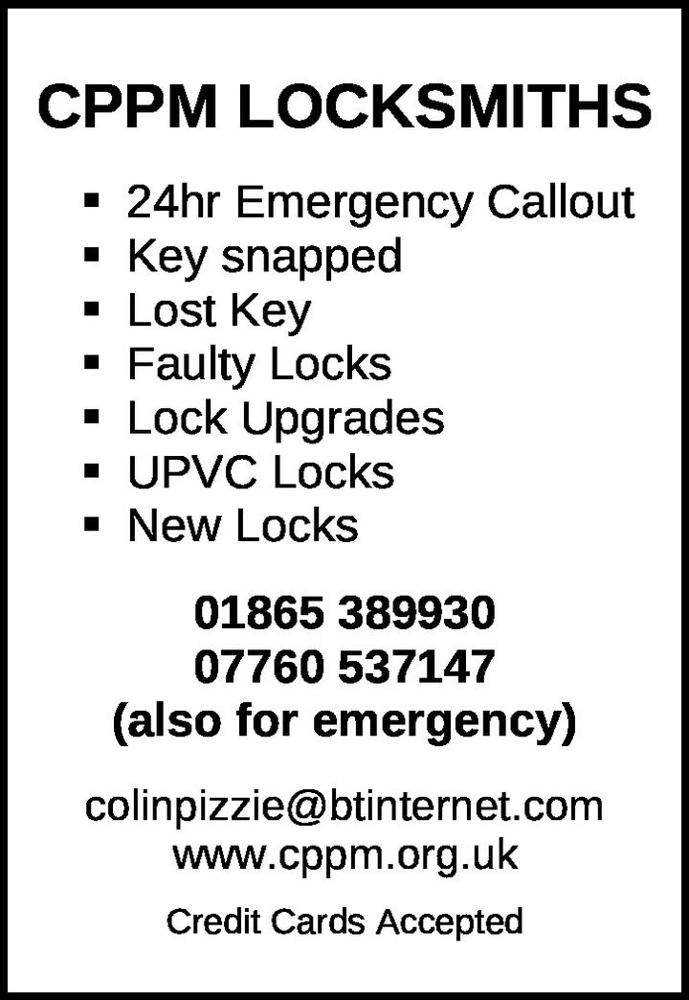 CPPM LOCKSMITHS
▪ 24hr Emergency Callout
▪ Key snapped
▪ Lost Key
▪ Faulty Locks
▪ Lock Upgrades
▪ UPVC Locks
▪ New Locks
01865 389930
07760 537147
(also for emergency)
colinpizzie@btinternet.com
www.cppm.org.uk
Credit Cards Accepted